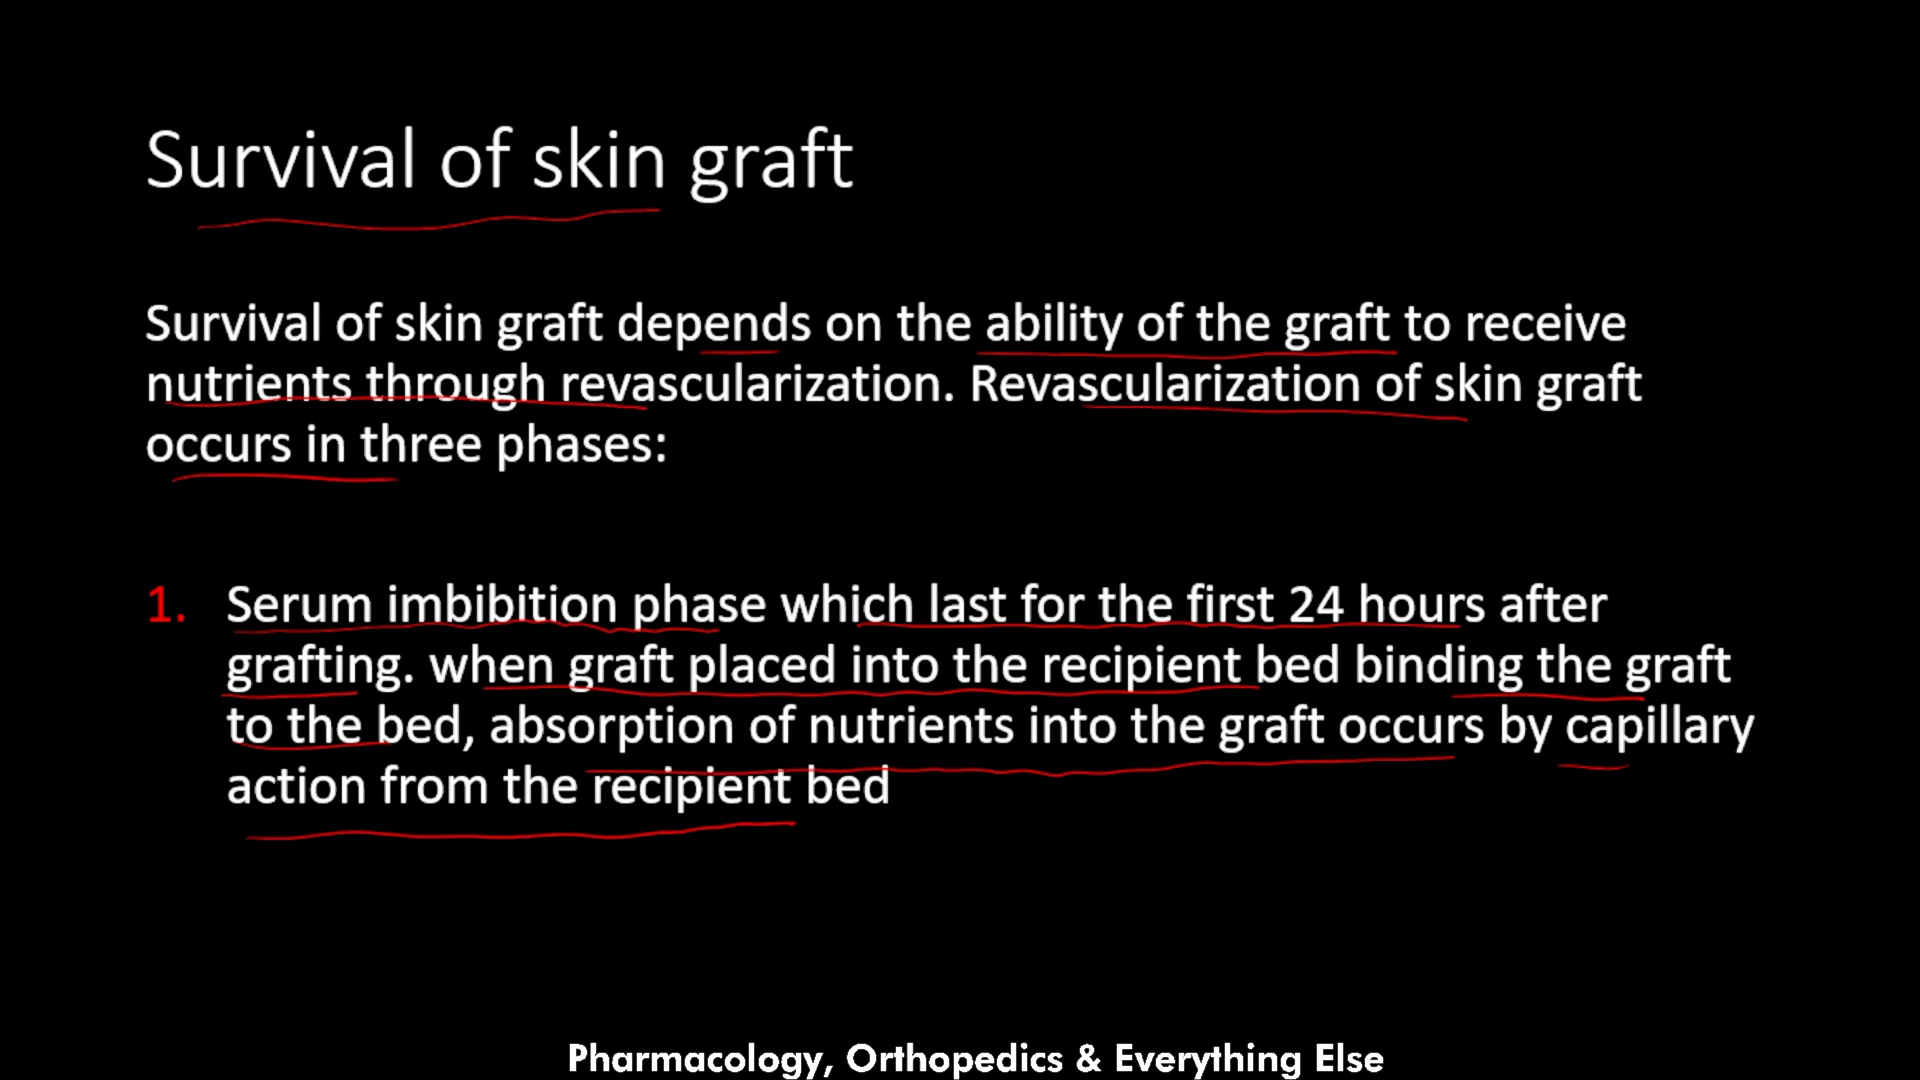 Survival of skin graft
Survival of skin graft depends on the ability of the graft to receive
nutrients through revascularization. Revascularization of skin graft
occurs in three phases:
1. Serum imbibition phase which last for the first 24 hours after
grafting. when graft placed into the recipient bed binding the graft
to the bed, absorption of nutrients into the graft occurs by capillary
action from the recipient bed
Pharmacology, Orthopedics & Everything Else